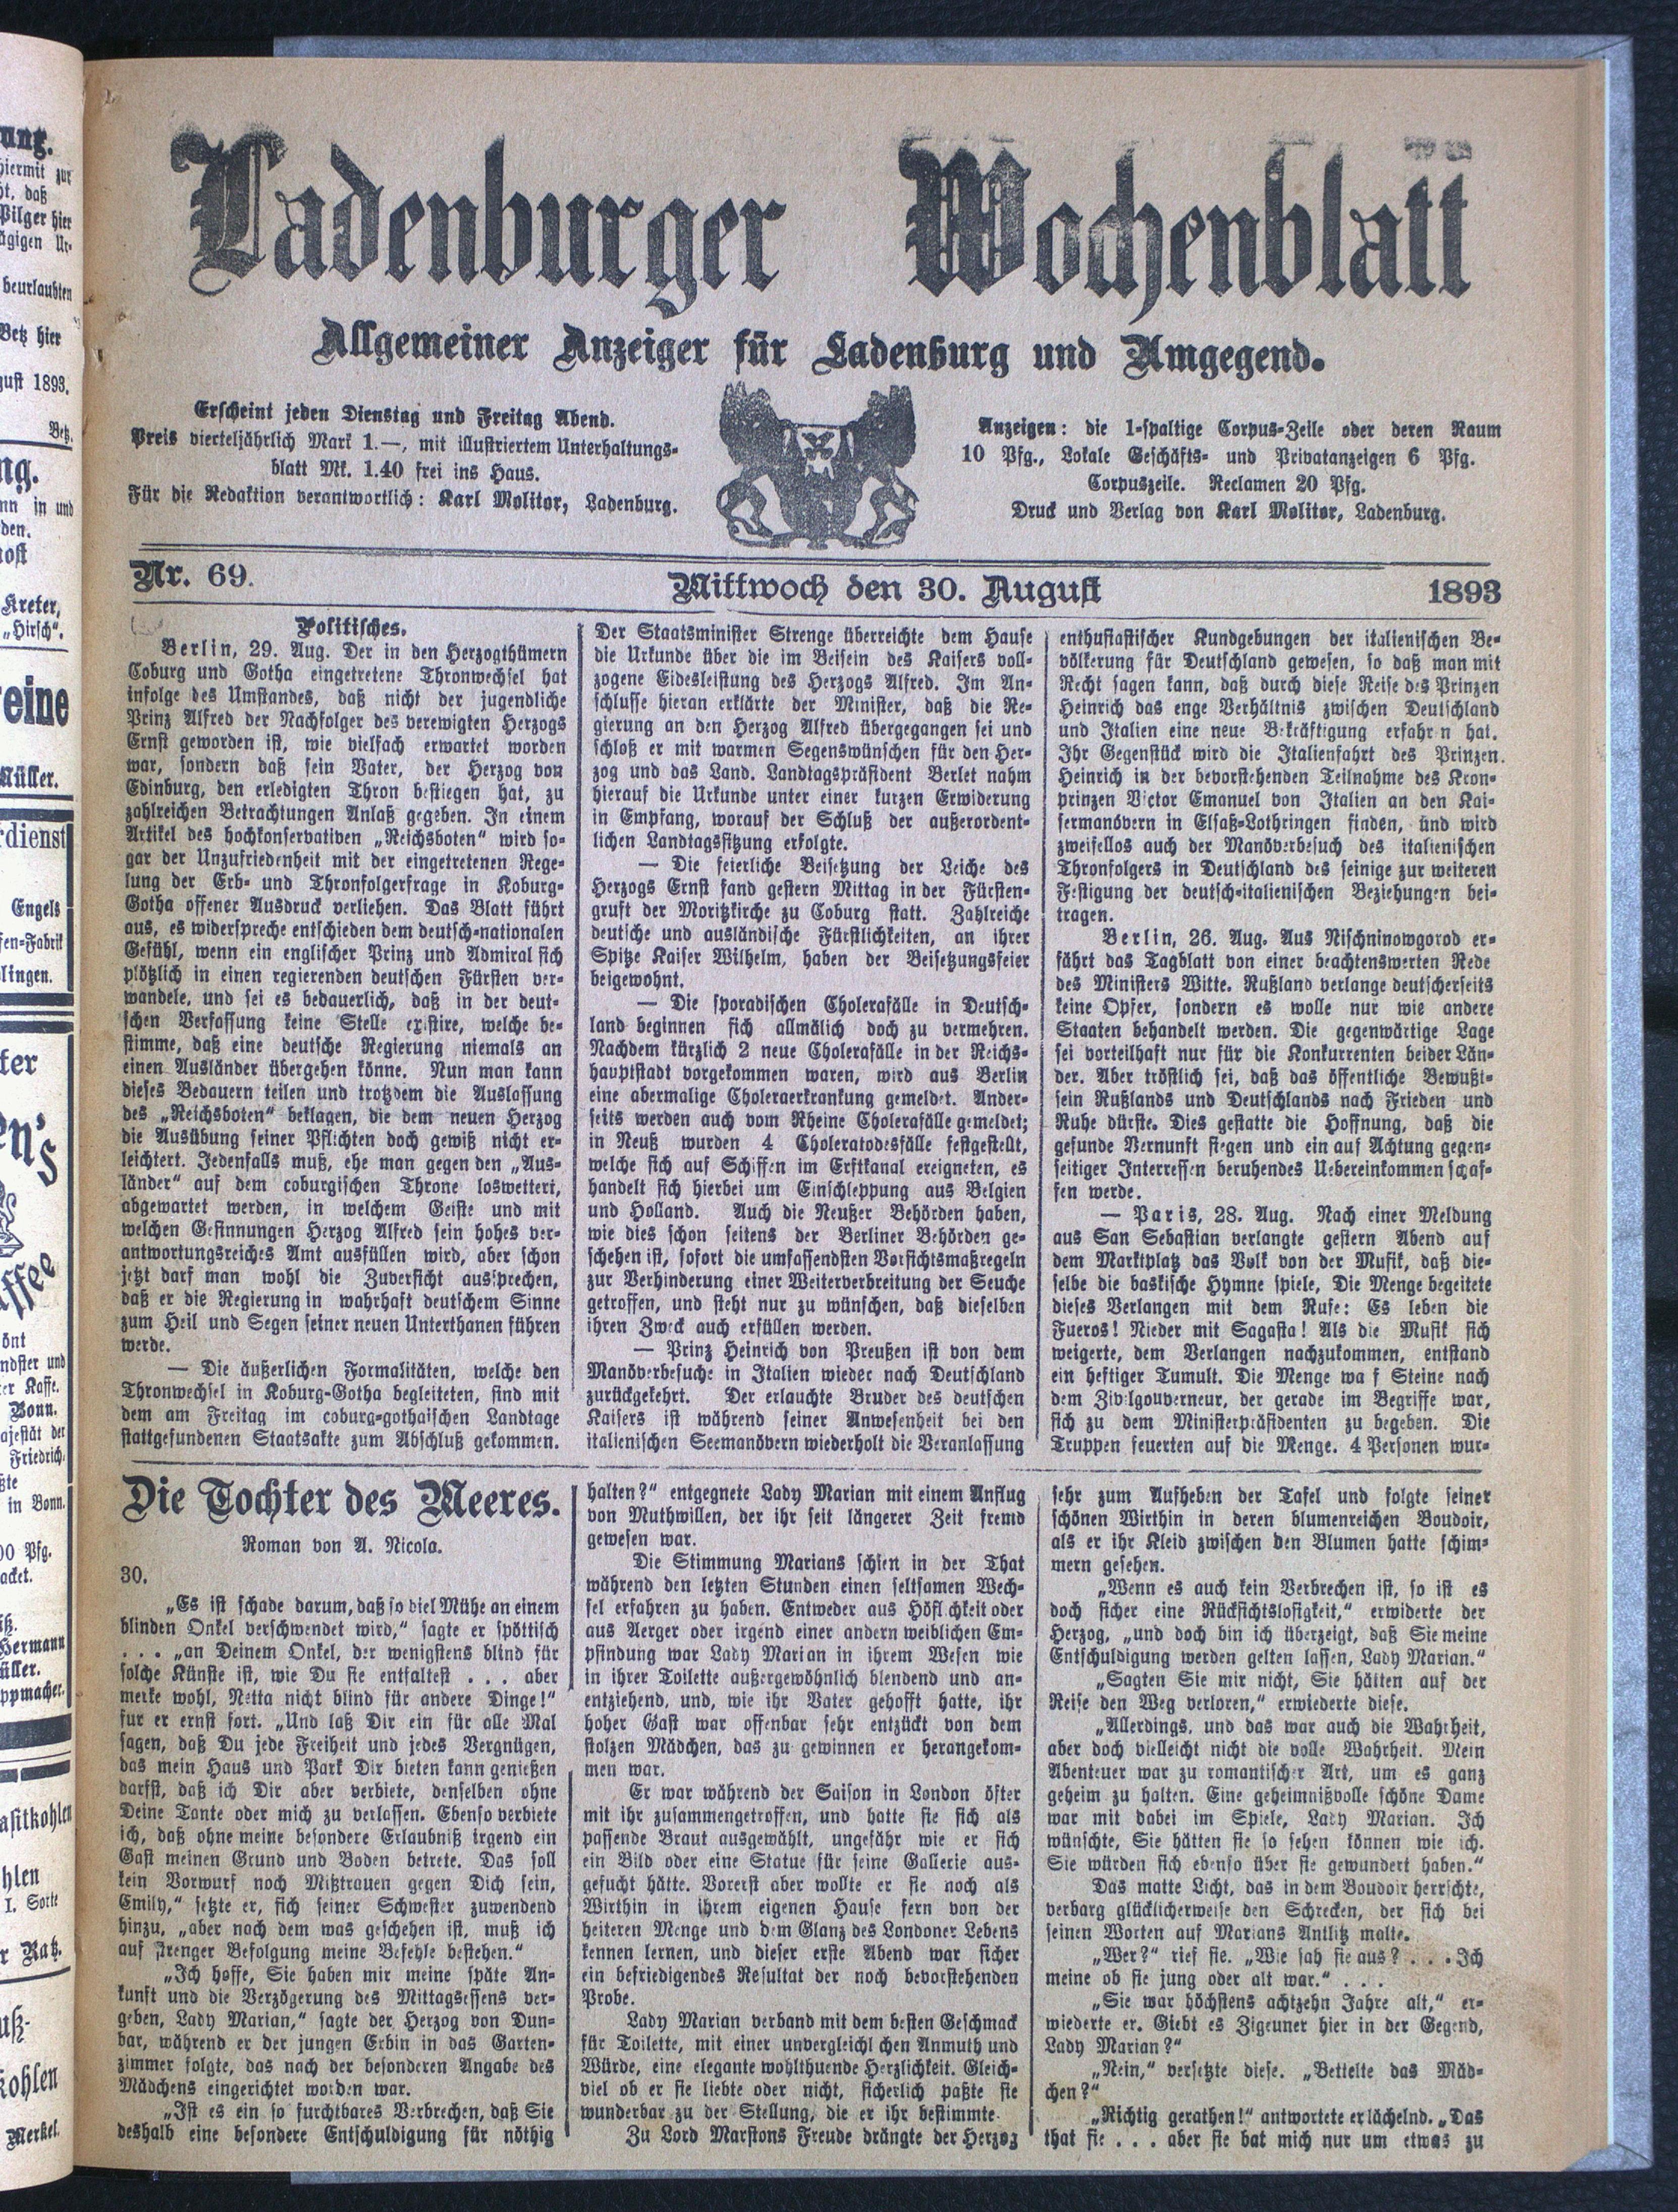 Ladenburger Wochenblatt
Allgemeiner Anzeiger für Ladenburg und Umgegend.
Erscheint jeden Dienstag und Freitag Abend.
Preis vierteljährlich Mark 1.—, mit illustriertem Unterhaltungs-
blatt Mk. 1.40 frei ins Haus.
Für die Redaktion verantwortlich: Karl Molitor, Ladenburg.
Anzeigen: die 1-spaltige Corpus-Zeile oder deren Raum
10 Pfg., Lokale Geschäfts- und Privatanzeigen 6 Pfg.
Corpuszeile. Reclamen 20 Pfg.
Druck und Verlag von Karl Molitor, Ladenburg.
Nr. 69.
Mittwoch den 30. August
1893
Politisches.
Berlin, 29. Aug. Der in den Herzogthümern
Coburg und Gotha eingetretene Thronwechsel hat
infolge des Umstandes, daß nicht der jugendliche
Prinz Alfred der Nachfolger des verewigten Herzogs
Ernst geworden ist, wie vielfach erwartet worden
war, sondern daß sein Vater, der Herzog von
Edinburg, den erledigten Thron bestiegen hat, zu
zahlreichen Betrachtungen Anlaß gegeben. In einem
Artikel des hochkonservativen „Reichsboten“ wird so-
gar der Unzufriedenheit mit der eingetretenen Rege-
lung der Erb- und Thronfolgerfrage in Koburg-
Gotha offener Ausdruck verliehen. Das Blatt führt
aus, es widerspreche entschieden dem deutsch-nationalen
Gefühl, wenn ein englischer Prinz und Admiral sich
plötzlich in einen regierenden deutschen Fürsten ver-
wandele, und sei es bedauerlich, daß in der deut-
schen Verfassung keine Stelle existire, welche be-
stimme, daß eine deutsche Regierung niemals an
einen Ausländer übergehen könne. Nun man kann
dieses Bedauern teilen und trotzdem die Auslassung
des „Reichsboten“ beklagen, die dem neuen Herzog
die Ausübung seiner Pflichten doch gewiß nicht er-
leichtert. Jedenfalls muß, ehe man gegen den „Aus-
länder“ auf dem coburgischen Throne loswettert,
abgewartet werden, in welchem Geiste und mit
welchen Gesinnungen Herzog Alfred sein hohes ver-
antwortungsreiches Amt ausfüllen wird, aber schon
jetzt darf man wohl die Zuversicht aussprechen,
daß er die Regierung in wahrhaft deutschem Sinne
zum Heil und Segen seiner neuen Unterthanen führen
werde.
— Die äußerlichen Formalitäten, welche den
Thronwechsel in Koburg-Gotha begleiteten, sind mit
dem am Freitag im coburg-gothaischen Landtage
stattgefundenen Staatsakte zum Abschluß gekommen.
Der Staatsminister Strenge überreichte dem Hause
die Urkunde über die im Beisein des Kaisers voll-
zogene Eidesleistung des Herzogs Alfred. Im An-
schlusse hieran erklärte der Minister, daß die Re-
gierung an den Herzog Alfred übergegangen sei und
schloß er mit warmen Segenswünschen für den Her-
zog und das Land. Landtagspräsident Berlet nahm
hierauf die Urkunde unter einer kurzen Erwiderung
in Empfang, worauf der Schluß der außerordent-
lichen Landtagssitzung erfolgte.
— Die feierliche Beisetzung der Leiche des
Herzogs Ernst fand gestern Mittag in der Fürsten-
gruft der Moritzkirche zu Coburg statt. Zahlreiche
deutsche und ausländische Fürstlichkeiten, an ihrer
Spitze Kaiser Wilhelm, haben der Beisetzungsfeier
beigewohnt.
— Die sporadischen Cholerafälle in Deutsch-
land beginnen sich allmälich doch zu vermehren.
Nachdem kürzlich 2 neue Cholerafälle in der Reichs-
hauptstadt vorgekommen waren, wird aus Berlin
eine abermalige Choleraerkrankung gemeldet. Ander-
seits werden auch vom Rheine Cholerafälle gemeldet;
in Neuß wurden 4 Choleratodesfälle festgestellt,
welche sich auf Schiffen im Erftkanal ereigneten, es
handelt sich hierbei um Einschleppung aus Belgien
und Holland. Auch die Neußer Behörden haben,
wie dies schon seitens der Berliner Behörden ge-
schehen ist, sofort die umfassendsten Vorsichtsmaßregeln
zur Verhinderung einer Weiterverbreitung der Seuche
getroffen, und steht nur zu wünschen, daß dieselben
ihren Zweck auch erfüllen werden.
— Prinz Heinrich von Preußen ist von dem
Manöverbesuche in Italien wieder nach Deutschland
zurückgekehrt. Der erlauchte Bruder des deutschen
Kaisers ist während seiner Anwesenheit bei den
italienischen Seemanövern wiederholt die Veranlassung
enthusiastischer Kundgebungen der italienischen Be-
völkerung für Deutschland gewesen, so daß man mit
Recht sagen kann, daß durch diese Reise des Prinzen
Heinrich das enge Verhältnis zwischen Deutschland
und Italien eine neue Bekräftigung erfahr n hat.
Ihr Gegenstück wird die Italienfahrt des Prinzen
Heinrich in der bevorstehenden Teilnahme des Kron-
prinzen Victor Emanuel von Italien an den Kai-
sermanövern in Elsaß-Lothringen finden, und wird
zweifellos auch der Manöverbesuch des italienischen
Thronfolgers in Deutschland des seinige zur weiteren
Festigung der deutsch-italienischen Beziehungen bei-
tragen.
Berlin, 26. Aug. Aus Nischninowgorod er-
fährt das Tagblatt von einer beachtenswerten Rede
des Ministers Witte. Rußland verlange deutscherseits
keine Opfer, sondern es wolle nur wie andere
Staaten behandelt werden. Die gegenwärtige Lage
sei vorteilhaft nur für die Konkurrenten beider Län-
der. Aber tröstlich sei, daß das öffentliche Bewußt-
sein Rußlands und Deutschlands nach Frieden und
Ruhe dürste. Dies gestatte die Hoffnung, daß die
gesunde Vernunft siegen und ein auf Achtung gegen-
seitiger Interressen beruhendes Uebereinkommen schaf-
fen werde.
— Paris, 28. Aug. Nach einer Meldung
aus San Sebastian verlangte gestern Abend auf
dem Marktplatz das Volk von der Musik, daß die-
selbe die baskische Hymne spiele, Die Menge begeitete
dieses Verlangen mit dem Rufe: Es leben die
Fueros! Nieder mit Sagasta! Als die Musik sich
weigerte, dem Verlangen nachzukommen, entstand
ein heftiger Tumult. Die Menge wa f Steine nach
dem Zivilgouverneur, der gerade im Begriffe war,
sich zu dem Ministerpräsidenten zu begeben. Die
Truppen feuerten auf die Menge. 4 Personen wur-
Die Tochter des Meeres.
Roman von A. Nicola.
30.
„Es ist schade darum, daß so viel Mühe an einem
blinden Onkel verschwendet wird,“ sagte er spöttisch
. . . „an Deinem Onkel, der wenigstens blind für
solche Künste ist, wie Du sie entfaltest . . . aber
merke wohl, Netta nicht blind für andere Dinge!“
fur er ernst fort. „Und laß Dir ein für alle Mal
sagen, daß Du jede Freiheit und jedes Vergnügen,
das mein Haus und Park Dir bieten kann genießen
darfst, daß ich Dir aber verbiete, denselben ohne
Deine Tante oder mich zu verlassen. Ebenso verbiete
ich, daß ohne meine besondere Erlaubniß irgend ein
Gast meinen Grund und Boden betrete. Das soll
kein Vorwurf noch Mißtrauen gegen Dich sein,
Emily,“ setzte er, sich seiner Schwester zuwendend
hinzu, „aber nach dem was geschehen ist, muß ich
auf strenger Befolgung meine Befehle bestehen.“
„Ich hoffe, Sie haben mir meine späte An-
kunft und die Verzögerung des Mittagsessens ver-
geben, Lady Marian,“ sagte der Herzog von Dun-
bar, während er der jungen Erbin in das Garten-
zimmer folgte, das nach der besonderen Angabe des
Mädchens eingerichtet worden war.
„Ist es ein so furchtbares Verbrechen, daß Sie
deshalb eine besondere Entschuldigung für nöthig
halten?“ entgegnete Lady Marian mit einem Anflug
von Muthwillen, der ihr seit längerer Zeit fremd
gewesen war.
Die Stimmung Marians schien in der That
während den letzten Stunden einen seltsamen Wech-
sel erfahren zu haben. Entweder aus Höfl chkeit oder
aus Aerger oder irgend einer andern weiblichen Em-
pfindung war Lady Marian in ihrem Wesen wie
in ihrer Toilette außergewöhnlich blendend und an-
entziehend, und, wie ihr Vater gehofft hatte, ihr
hoher Gast war offenbar sehr entzückt von dem
stolzen Mädchen, das zu gewinnen er herangekom-
men war.
Er war während der Saison in London öfter
mit ihr zusammengetroffen, und hatte sie sich als
passende Braut ausgewählt, ungefähr wie er sich
ein Bild oder eine Statue für seine Gallerie aus-
gesucht hätte. Vorerst aber wollte er sie noch als
Wirthin in ihrem eigenen Hause fern von der
heiteren Menge und dem Glanz des Londoner Lebens
kennen lernen, und dieser erste Abend war sicher
ein befriedigendes Resultat der noch bevorstehenden
Probe.
Lady Marian verband mit dem besten Geschmack
für Toilette, mit einer unvergleichl chen Anmuth und
Würde, eine elegante wohlthuende Herzlichkeit. Gleich-
viel ob er sie liebte oder nicht, sicherlich paßte sie
wunderbar zu der Stellung, die er ihr bestimmte.
Zu Lord Marstons Freude drängte der Herzog
sehr zum Aufheben der Tafel und folgte seiner
schönen Wirthin in deren blumenreichen Boudoir,
als er ihr Kleid zwischen den Blumen hatte schim-
mern gesehen.
„Wenn es auch kein Verbrechen ist, so ist es
doch sicher eine Rücksichtslosigkeit,“ erwiderte der
Herzog, „und doch bin ich überzeigt, daß Sie meine
Entschuldigung werden gelten lassen, Lady Marian.“
„Sagten Sie mir nicht, Sie hätten auf der
Reise den Weg verloren,“ erwiederte diese.
„Allerdings, und das war auch die Wahrheit,
aber doch vielleicht nicht die volle Wahrheit. Mein
Abenteuer war zu romantischer Art, um es ganz
geheim zu halten. Eine geheimnißvolle schöne Dame
war mit dabei im Spiele, Lady Marian. Ich
wünschte, Sie hätten sie so sehen können wie ich.
Sie würden sich ebenso über sie gewundert haben.“
Das matte Licht, das in dem Boudoir herrschte,
verbarg glücklicherweise den Schrecken, der sich bei
seinen Worten auf Marians Antlitz malte.
„Wer?“ rief sie. „Wie sah sie aus? . . . Ich
meine ob sie jung oder alt war.“ . . .
„Sie war höchstens achtzehn Jahre alt,“ er-
wiederte er. Giebt es Zigeuner hier in der Gegend,
Lady Marian?“
„Nein,“ versetzte diese. „Bettelte das Mäd-
chen?“
„Richtig gerathen!“ antwortete er lächelnd. „Das
that sie . . . aber sie bat mich nur um etwas zu